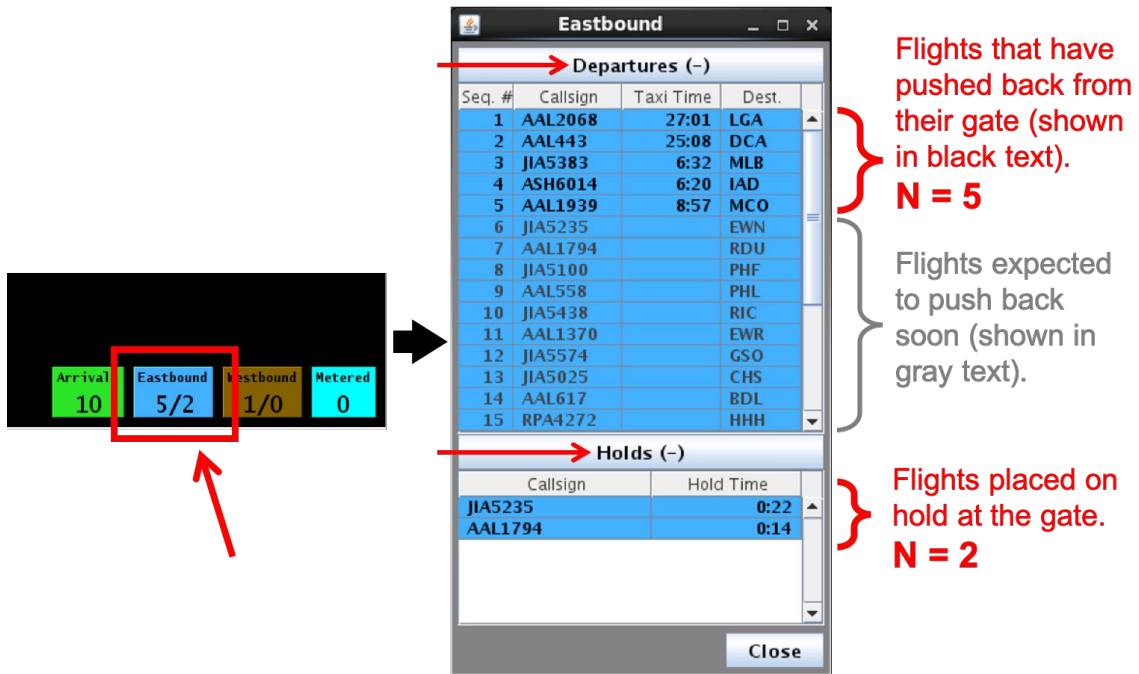 Arrival
10
Eastbound
5/2
Westbound
1/0
Metered
0
Eastbound
Departures (-)
Seq. # Callsign Taxi Time Dest.
1 AAL2068 27:01 LGA
2 AAL443 25:08 DCA
3 JIA5383 6:32 MLB
4 ASH6014 6:20 IAD
5 AAL1939 8:57 MCO
6 JIA5235 EWN
7 AAL1794 RDU
8 JIA5100 PHF
9 AAL558 PHL
10 JIA5438 RIC
11 AAL1370 EWR
12 JIA5574 GSO
13 JIA5025 CHS
14 AAL617 BDL
15 RPA4272 HHH
Holds (-)
Callsign Hold Time
JIA5235 0:22
AAL1794 0:14
Close
Flights that have
pushed back from
their gate (shown
in black text).
N = 5
Flights expected
to push back
soon (shown in
gray text).
Flights placed on
hold at the gate.
N = 2